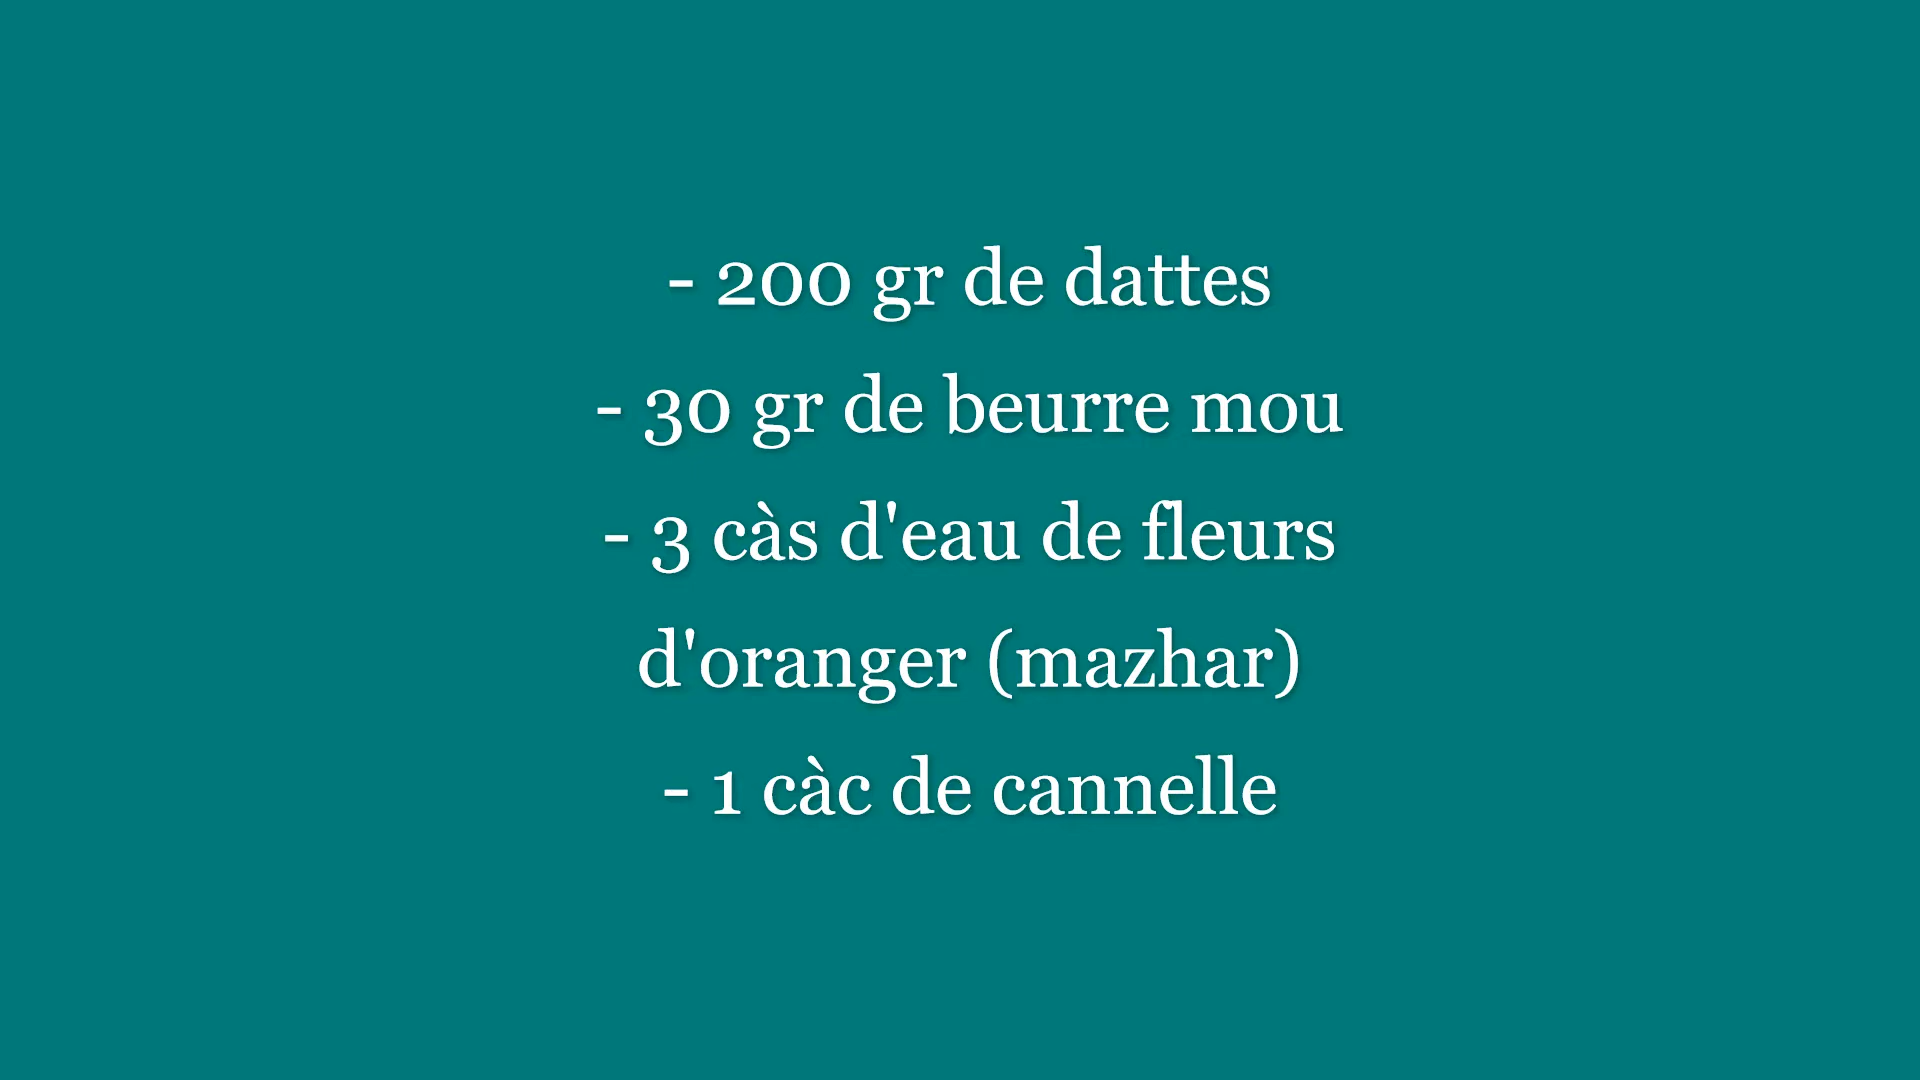 - 200 gr de dattes
- 30 gr de beurre mou
- 3 càs d'eau de fleurs
d'oranger (mazhar)
- 1 càc de cannelle